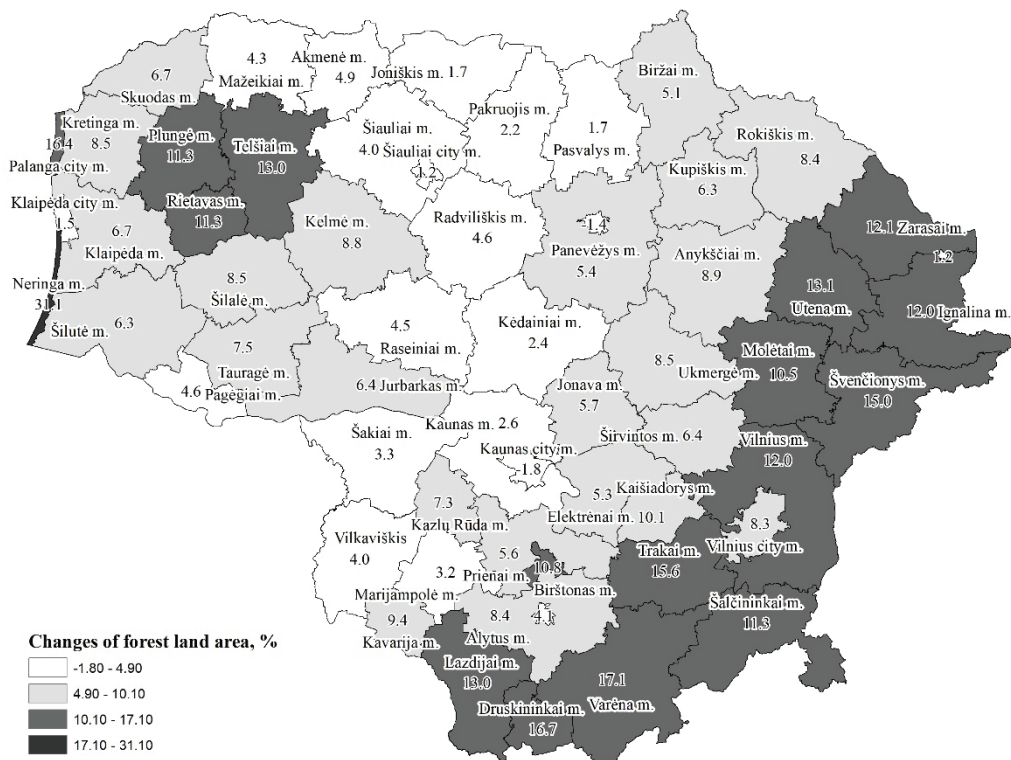 4.3
Mažeikiai m.
Akmenė m.
4.9
Joniškis m. 1.7
6.7
Skuodas m.
Biržai m.
5.1
Pakruojis m.
2.2
1.7
Pasvalys m.
Kretinga m.
8.5
16.4
Palanga city m.
Plungė m.
11.3
Telšiai m.
13.0
Šiauliai m.
4.0
Šiauliai city m.
Rokiškis m.
8.4
Kupiškis m.
6.3
Klaipėda city m.
Rietavas m.
11.3
6.7
Klaipėda m.
Kelmė m.
8.8
Radviliškis m.
4.6
-1.4
Panevėžys m.
5.4
Anykščiai m.
8.9
12.1 Zarasai m.
1.2
13.1
Utena m.
12.0 Ignalina m.
Neringa m.
31.1
Šilutė m.
6.3
8.5
Šilalė m.
4.5
Raseiniai m.
Kėdainiai m.
2.4
7.5
Tauragė m.
4.6
Pagėgiai m.
6.4 Jurbarkas m.
8.5
Ukmergė m.
Molėtai m.
10.5
Švenčionys m.
15.0
Jonava m.
5.7
Šakiai m.
3.3
Kaunas m. 2.6
Kaunas city m.
-1.8
Širvintos m. 6.4
Vilnius m.
12.0
7.3
Kazlų Rūda m.
5.3
Kaišiadorys m.
Elektrėnai m. 10.1
8.3
Vilnius city m.
Vilkaviškis
4.0
5.6
Prienai m.
10.8
Birštonas m.
Trakai m.
15.6
3.2
Marijampolė m.
9.4
Kavarija m.
8.4
Alytus m.
4.1
Šalčininkai m.
11.3
Lazdijai m.
13.0
Druskininkai m.
16.7
17.1
Varėna m.
Changes of forest land area, %
-1.80 - 4.90
4.90 - 10.10
10.10 - 17.10
17.10 - 31.10